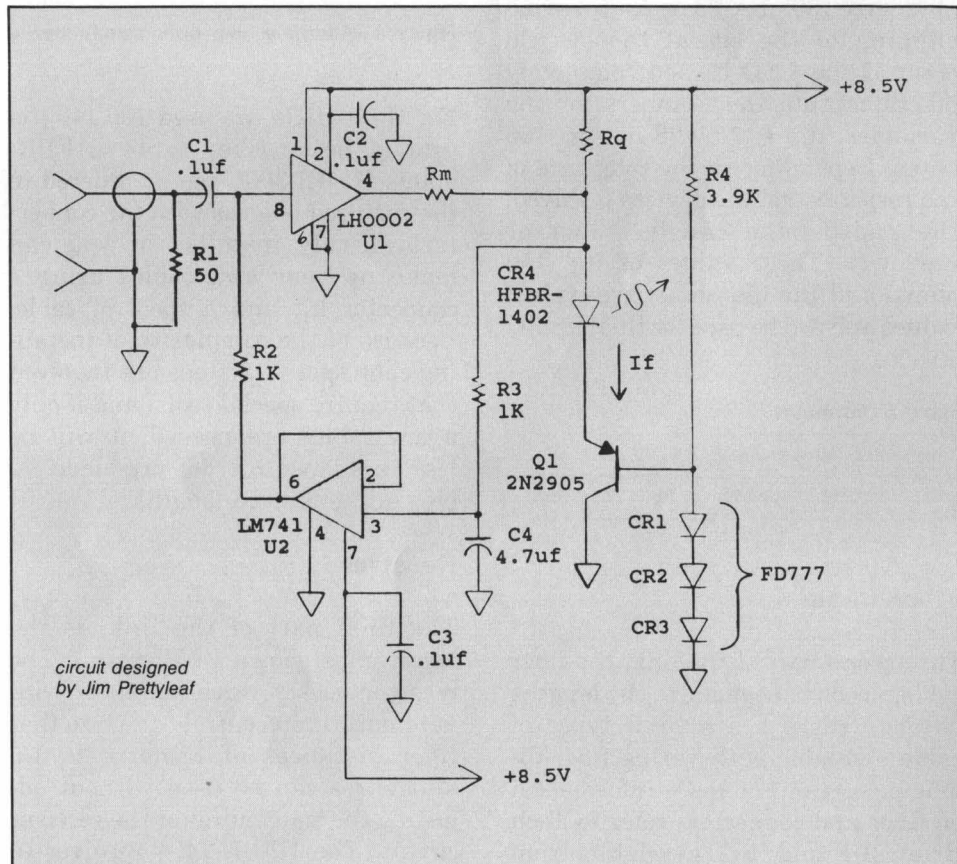 +8.5V
C1
.1uf
1
2
C2
.1uf
8
4
6
7
LH0002
U1
Rm
Rq
R4
3.9K
R1
50
R2
1K
CR4
HFBR-
1402
If
R3
1K
Q1
2N2905
6
2
3
4
7
LM741
U2
C4
4.7uf
CR1
CR2
CR3
FD777
C3
.1uf
circuit designed
by Jim Prettyleaf
+8.5V